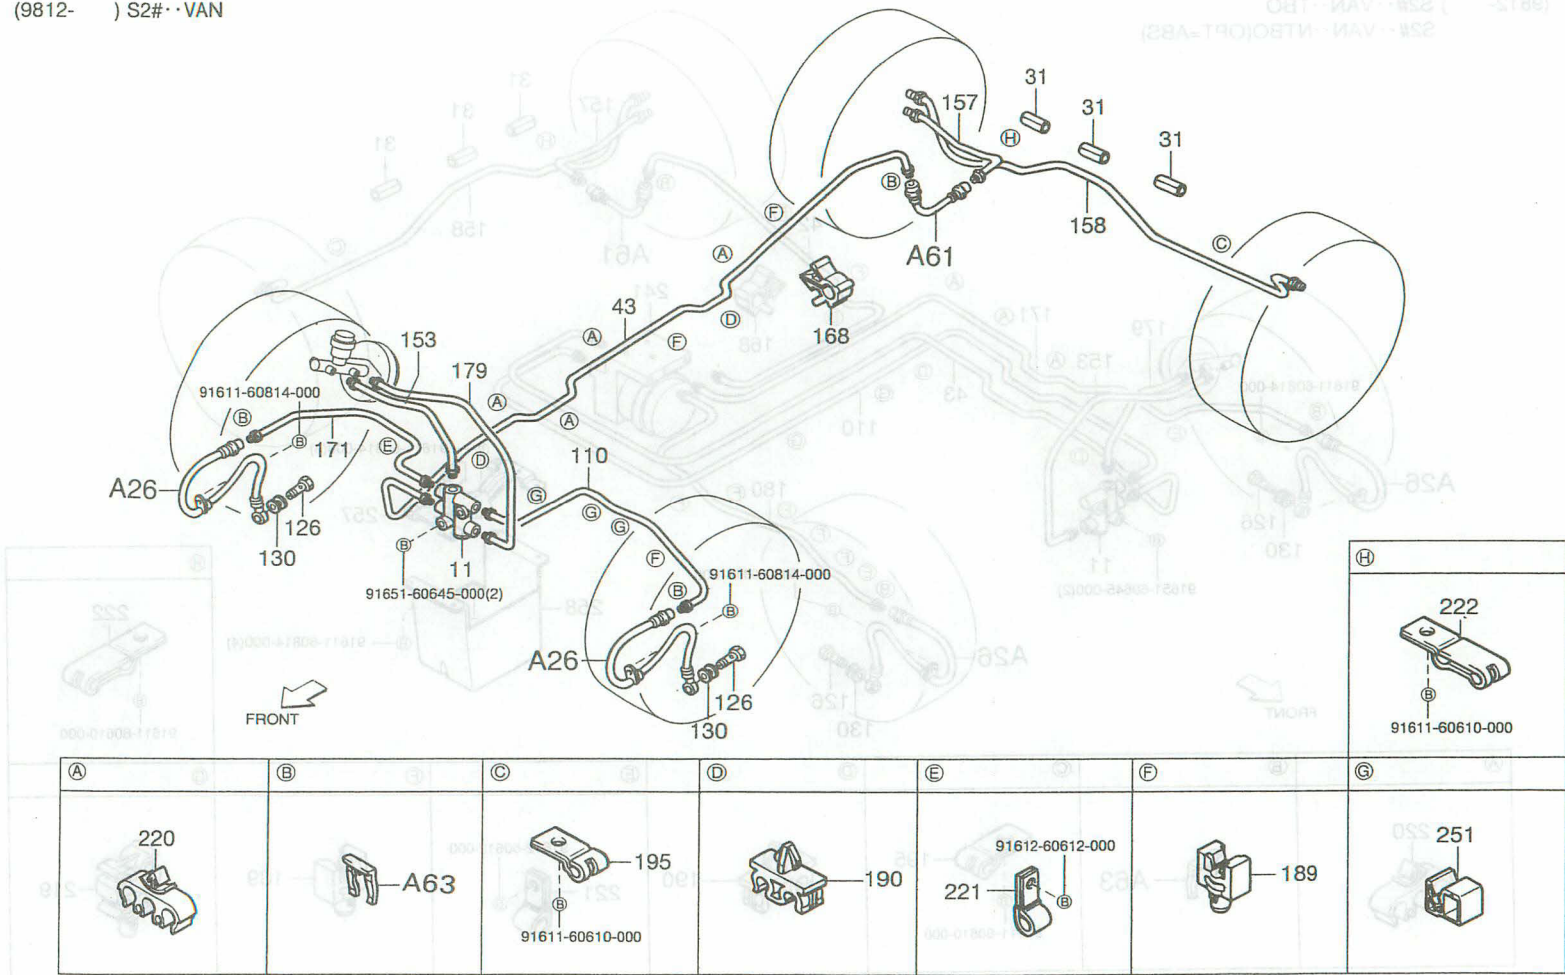 (9812-      ) S2#··VAN
31
157
31
H
31
B
158
F
A
A61
C
43
168
D
A
F
153
179
91611-60814-000
A
B
B
A
171
E
D
110
A26
G
126
G
G
130
B
11
F
91611-60814-000
91651-60645-000(2)
B
B
A26
126
130
FRONT
H
222
B
91611-60610-000
A
B
C
D
E
F
G
220
A63
195
B
91611-60610-000
190
91612-60612-000
221
B
189
251